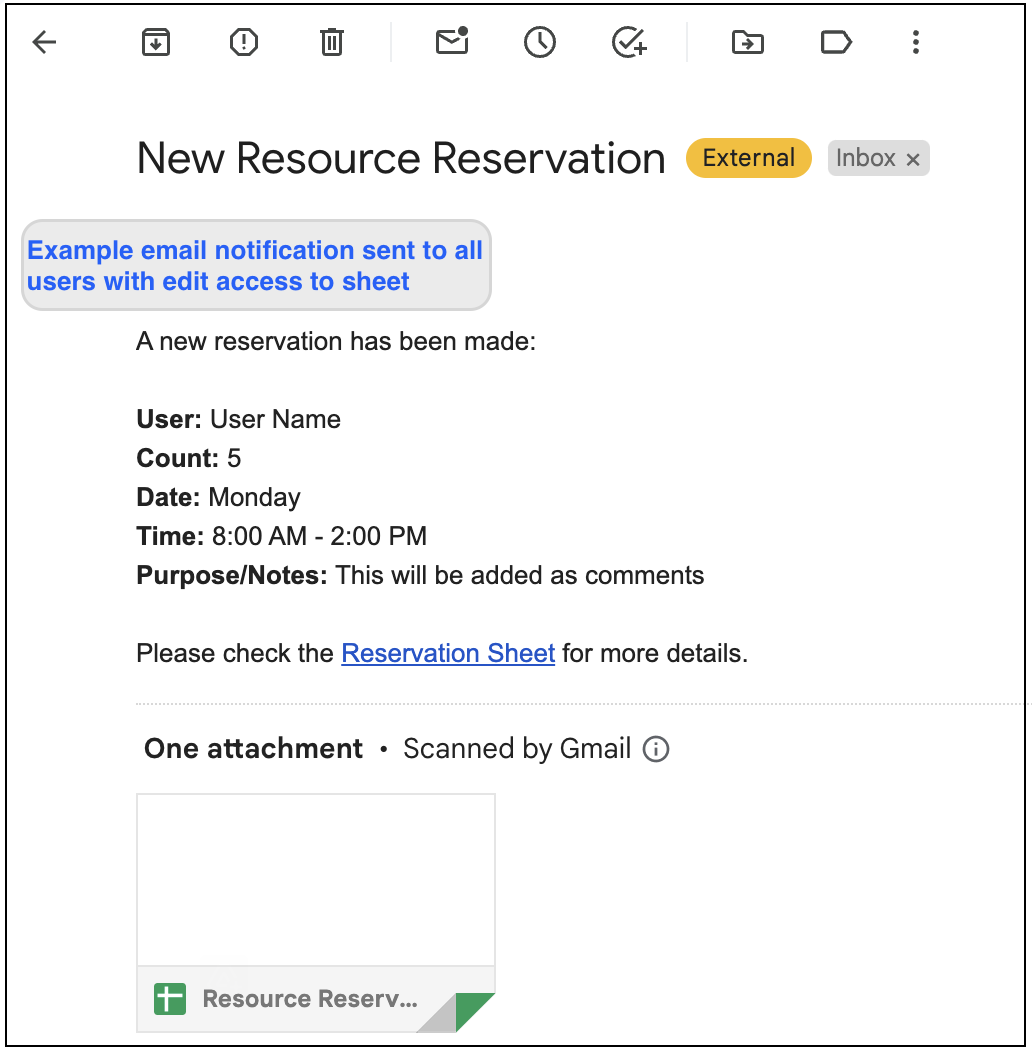 New Resource Reservation External Inbox ×
Example email notification sent to all
users with edit access to sheet
A new reservation has been made:
User: User Name
Count: 5
Date: Monday
Time: 8:00 AM - 2:00 PM
Purpose/Notes: This will be added as comments
Please check the Reservation Sheet for more details.
One attachment • Scanned by Gmail
Resource Reserv...